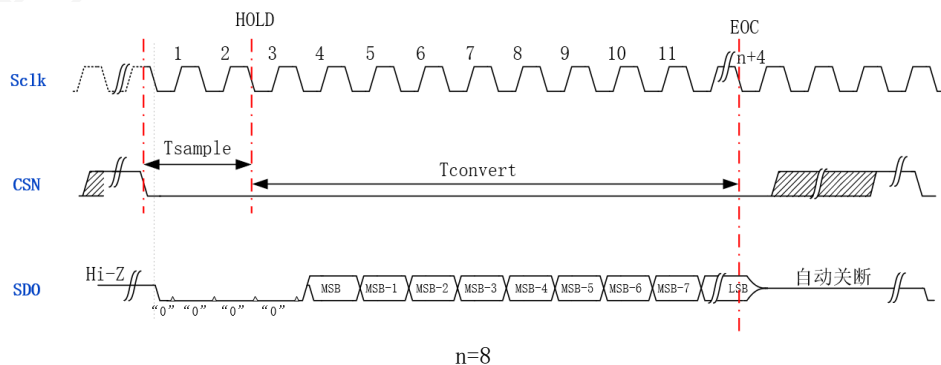 HOLD
EOC
1 2 3 4 5 6 7 8 9 10 11 n+4
Sclk
Tsample
Tconvert
CSN
Hi-Z
SDO
MSB MSB-1 MSB-2 MSB-3 MSB-4 MSB-5 MSB-6 MSB-7 LSB
自动关断
“0” “0” “0” “0”
n=8